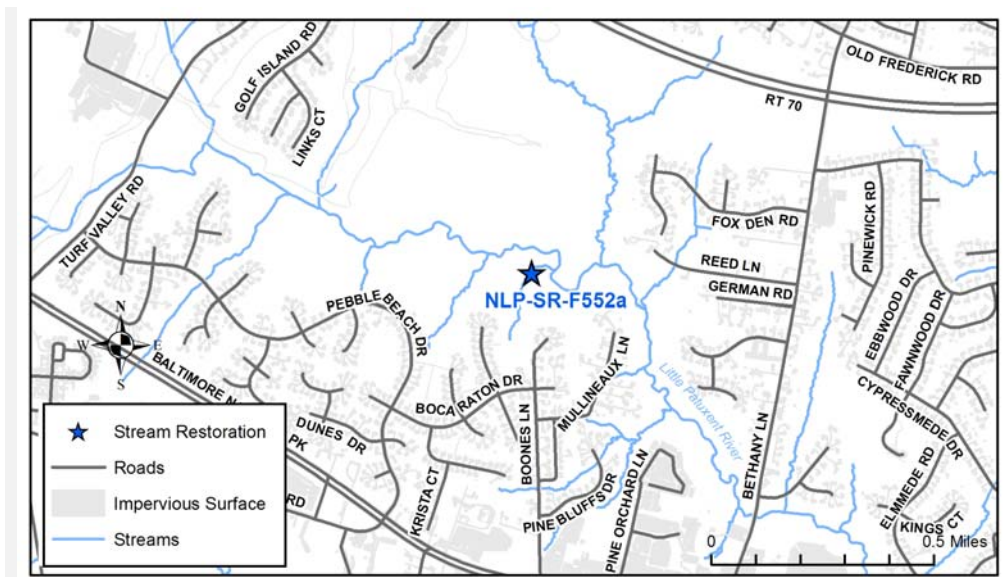 OLD FREDERICK RD
GOLF ISLAND RD
RT 70
LINKS CT
TURF VALLEY RD
FOX DEN RD
PINEWICK RD
REED LN
GERMAN RD
NLP-SR-F552a
PEBBLE BEACH DR
EBBWOOD DR
FAWNWOOD DR
N
W
E
S
BALTIMORE N
PK
MULLINEAUX LN
Little Patuxent River
BOCA RATON DR
CYPRESSMEDE DR
DUNES DR
BOONES LN
BETHANY LN
KRISTA CT
PINE BLUFFS DR
PINE ORCHARD LN
ELMMEDE RD
KINGS CT
RD
Stream Restoration
Roads
Impervious Surface
Streams
0
0.5 Miles